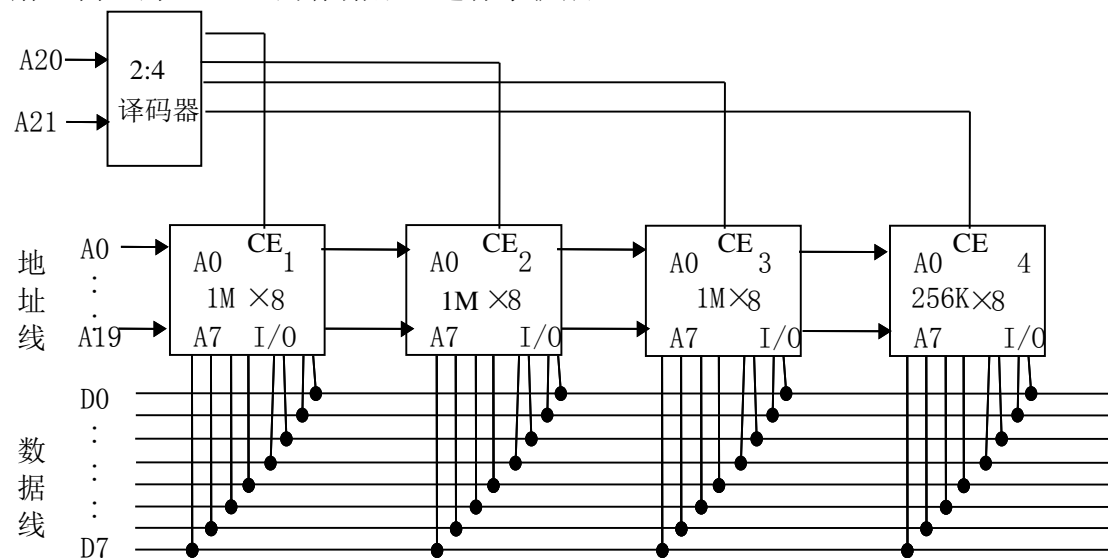 A20
A21
2:4
译码器
地址线
A0
A19
CE
A0
1
1M ×8
A7 I/O
CE
A0
2
1M ×8
A7 I/O
CE
A0
3
1M×8
A7 I/O
CE
A0
4
256K×8
A7 I/O
数据线
D0
D7